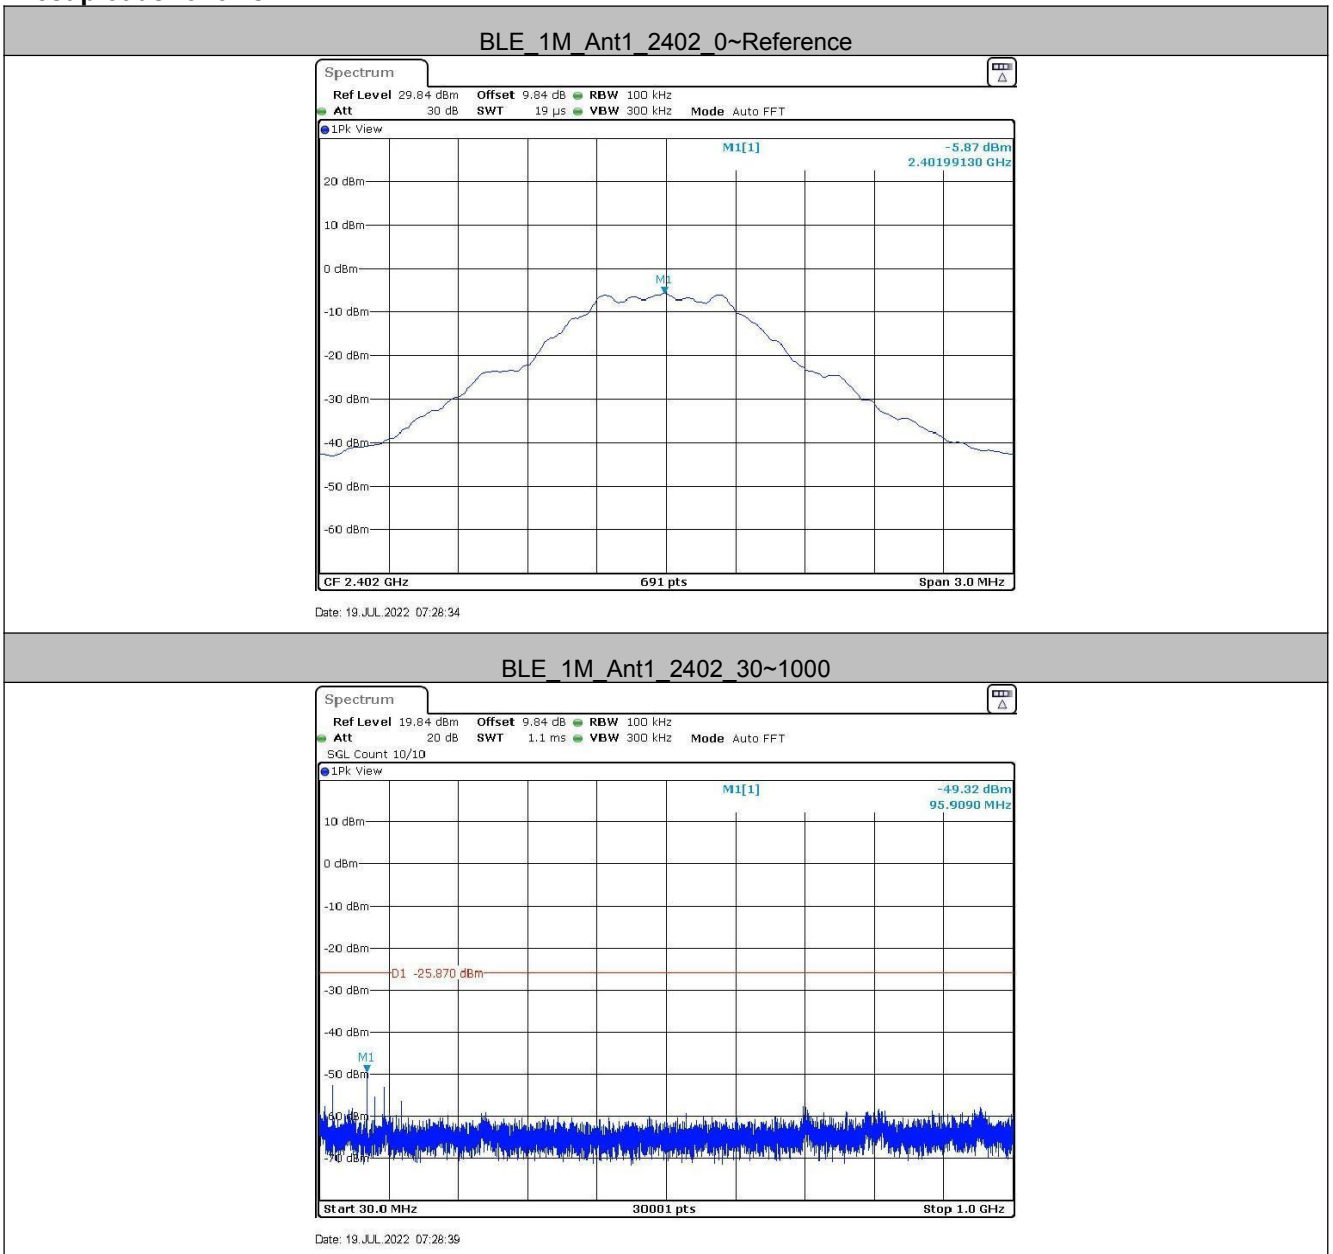 BLE_1M_Ant1_2402_0~Reference
Spectrum
Ref Level 29.84 dBm Offset 9.84 dB RBW 100 kHz
Att 30 dB SWT 19 µs VBW 300 kHz Mode Auto FFT
1Pk View
M1[1] -5.87 dBm
2.40199130 GHz
20 dBm
10 dBm
0 dBm
M1
-10 dBm
-20 dBm
-30 dBm
-40 dBm
-50 dBm
-60 dBm
CF 2.402 GHz 691 pts Span 3.0 MHz
Date: 19.JUL.2022 07:28:34
BLE_1M_Ant1_2402_30~1000
Spectrum
Ref Level 19.84 dBm Offset 9.84 dB RBW 100 kHz
Att 20 dB SWT 1.1 ms VBW 300 kHz Mode Auto FFT
SGL Count 10/10
1Pk View
M1[1] -49.32 dBm
95.9090 MHz
10 dBm
0 dBm
-10 dBm
-20 dBm
D1 -25.870 dBm
-30 dBm
-40 dBm
M1
-50 dBm
-60 dBm
-70 dBm
Start 30.0 MHz 30001 pts Stop 1.0 GHz
Date: 19.JUL.2022 07:28:39